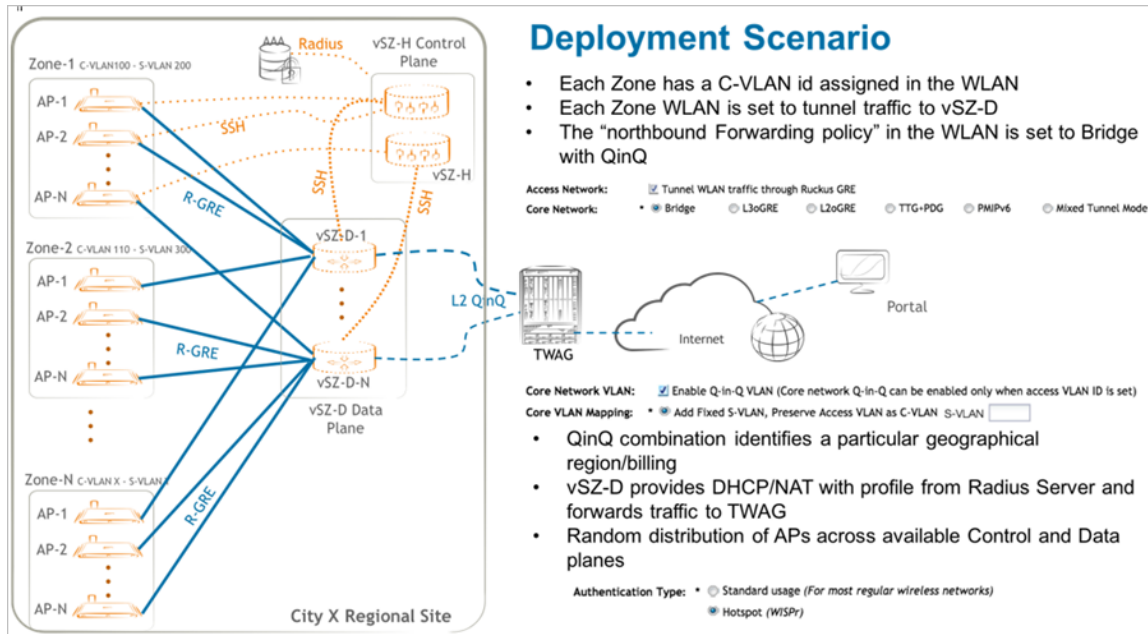 Deployment Scenario
• Each Zone has a C-VLAN id assigned in the WLAN
• Each Zone WLAN is set to tunnel traffic to vSZ-D
• The “northbound Forwarding policy” in the WLAN is set to Bridge
with QinQ
Access Network: Tunnel WLAN traffic through Ruckus GRE
Core Network: * Bridge L3oGRE L2oGRE TTG+PDG PMIPv6 Mixed Tunnel Mode
Radius
vSZ-H Control
Plane
Zone-1 C-VLAN100 - S-VLAN 200
AP-1
AP-2
AP-N
SSH
vSZ-H
R-GRE
SSH
SSH
Zone-2 C-VLAN 110 - S-VLAN 300
AP-1
AP-2
AP-N
R-GRE
vSZ-D-1
vSZ-D-N
vSZ-D Data
Plane
L2 QinQ
TWAG
Internet
Portal
Zone-N C-VLAN X - S-VLAN
AP-1
AP-2
AP-N
R-GRE
City X Regional Site
Core Network VLAN: Enable Q-in-Q VLAN (Core network Q-in-Q can be enabled only when access VLAN ID is set)
Core VLAN Mapping: * Add Fixed S-VLAN, Preserve Access VLAN as C-VLAN S-VLAN
• QinQ combination identifies a particular geographical
region/billing
• vSZ-D provides DHCP/NAT with profile from Radius Server and
forwards traffic to TWAG
• Random distribution of APs across available Control and Data
planes
Authentication Type: * Standard usage (For most regular wireless networks)
Hotspot (WISPr)